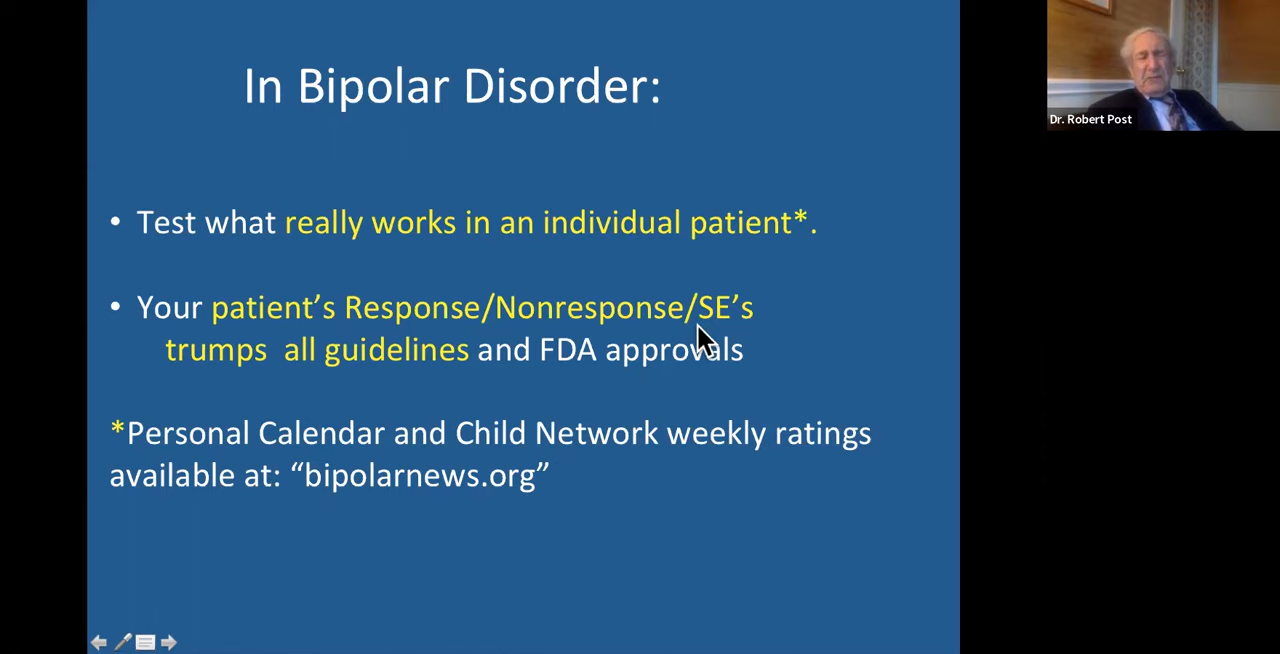 In Bipolar Disorder:
• Test what really works in an individual patient*.
• Your patient’s Response/Nonresponse/SE’s
trumps  all guidelines and FDA approvals
*Personal Calendar and Child Network weekly ratings
available at: “bipolarnews.org”
Dr. Robert Post